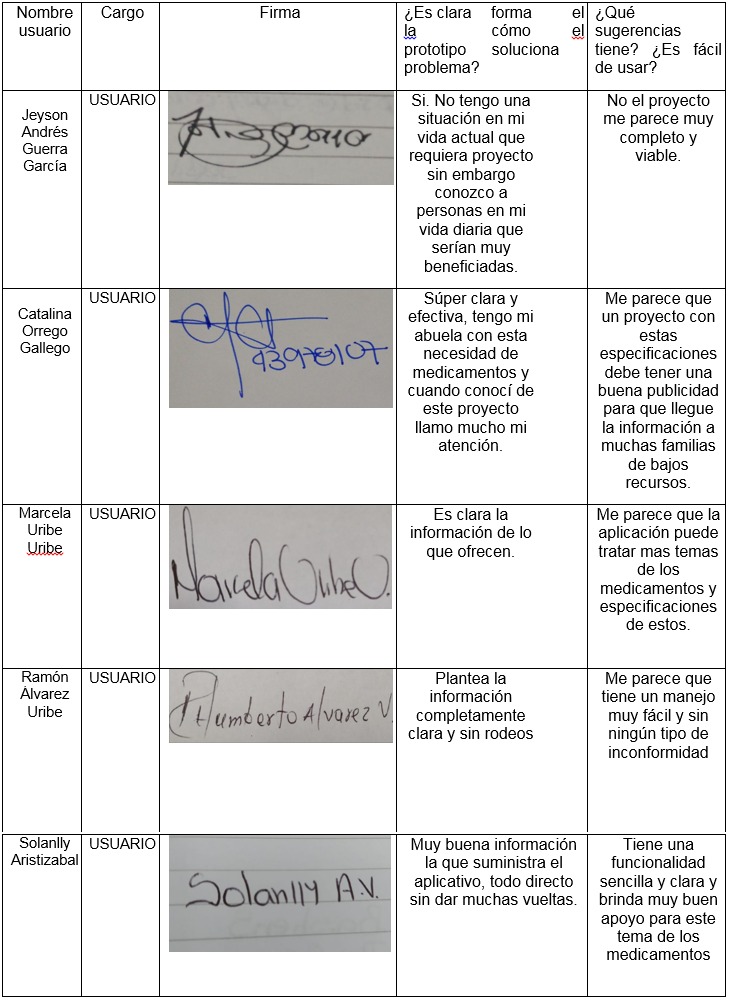 Nombre usuario
Cargo
Firma
¿Es clara la forma el cómo el prototipo soluciona problema?
¿Qué sugerencias tiene? ¿Es fácil de usar?
Jeyson
Andrés
Guerra
García
USUARIO
Si. No tengo una
situación en mi
vida actual que
requiera proyecto
sin embargo
conozco a
personas en mi
vida diaria que
serían muy
beneficiadas.
No el proyecto
me parece muy
completo y
viable.
Catalina
Orrego
Gallego
USUARIO
43978107
Súper clara y
efectiva, tengo mi
abuela con esta
necesidad de
medicamentos y
cuando conocí de
este proyecto
llamo mucho mi
atención.
Me parece que
un proyecto con
estas
especificaciones
debe tener una
buena publicidad
para que llegue
la información a
muchas familias
de bajos
recursos.
Marcela
Uribe
Uribe
USUARIO
Marcela Uribe U.
Es clara la
información de lo
que ofrecen.
Me parece que la
aplicación puede
tratar mas temas
de los
medicamentos y
especificaciones
de estos.
Ramón
Álvarez
Uribe
USUARIO
R Humberto Alvarez V.
Plantea la
información
completamente
clara y sin rodeos
Me parece que
tiene un manejo
muy fácil y sin
ningún tipo de
inconformidad
Solanlly
Aristizabal
USUARIO
Solanlly A.V.
Muy buena información
la que suministra el
aplicativo, todo directo
sin dar muchas vueltas.
Tiene una
funcionalidad
sencilla y clara y
brinda muy buen
apoyo para este
tema de los
medicamentos